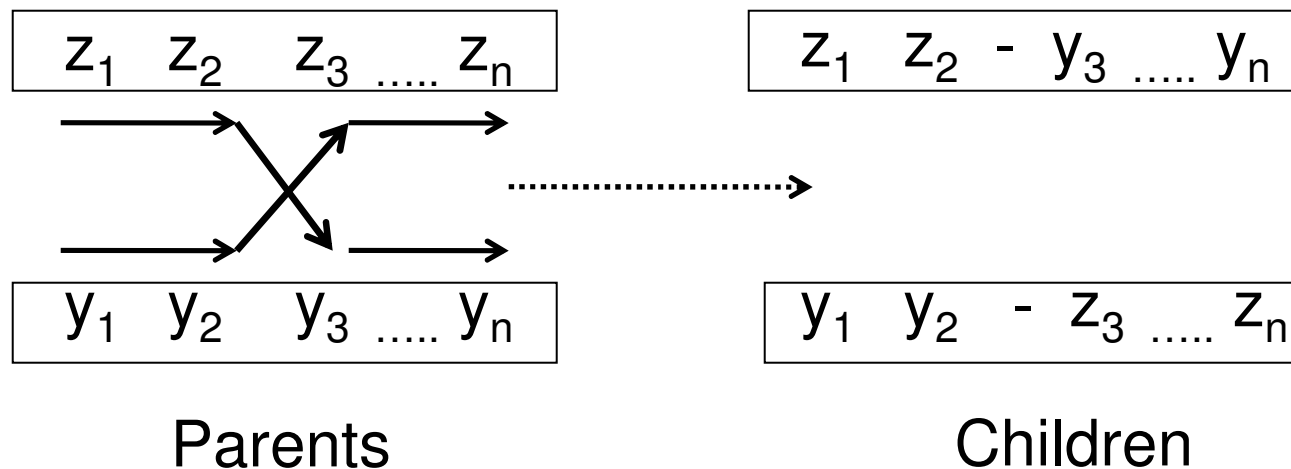 z₁ z₂ z₃ ..... zₙ
z₁ z₂ - y₃ ..... yₙ
y₁ y₂ y₃ ..... yₙ
y₁ y₂ - z₃ ..... zₙ
Parents
Children